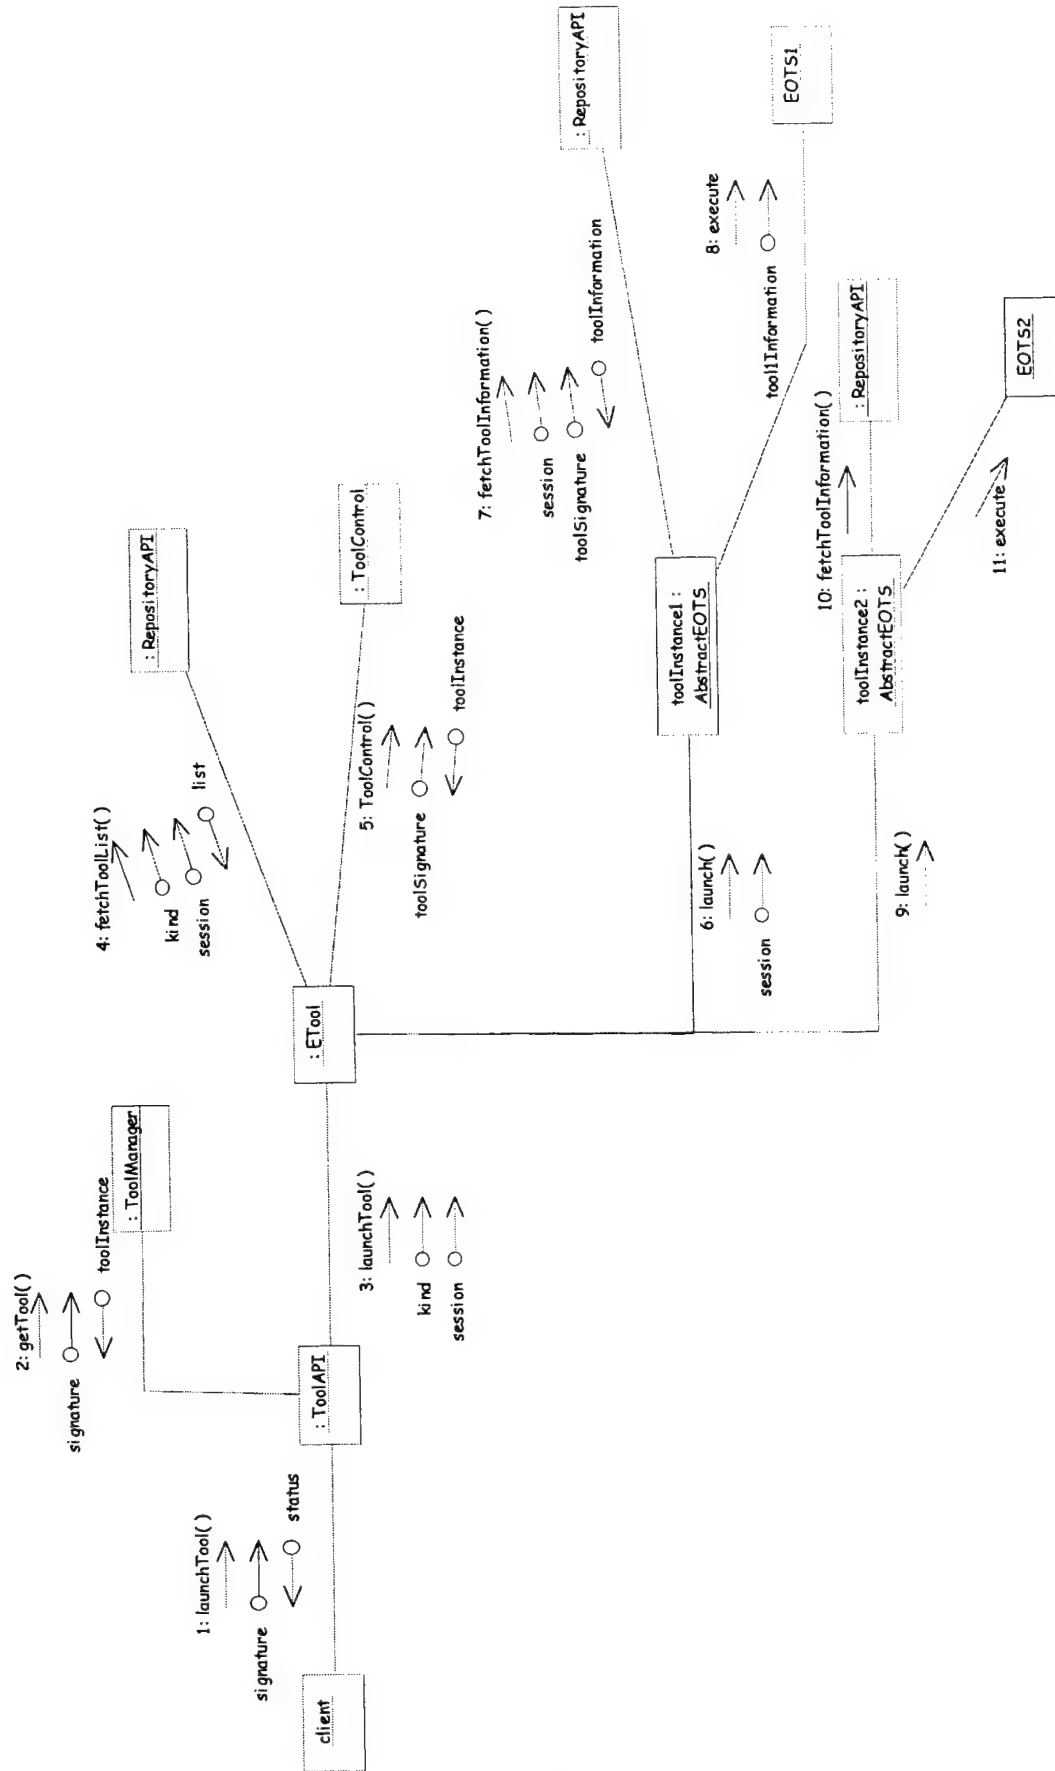 client
1: launchTool( )
signature
status
: ToolAPI
2: getTool( )
signature
toolInstance
: ToolManager
3: launchTool( )
kind
session
: ETool
4: fetchToolList( )
kind
session
list
: RepositoryAPI
5: ToolControl( )
toolSignature
toolInstance
: ToolControl
6: launch( )
session
toolInstance1 :
AbstractEOTS
7: fetchToolInformation( )
session
toolSignature
toolInformation
: RepositoryAPI
8: execute
tool1Information
EOTS1
9: launch( )
toolInstance2 :
AbstractEOTS
10: fetchToolInformation( )
: RepositoryAPI
11: execute
EOTS2